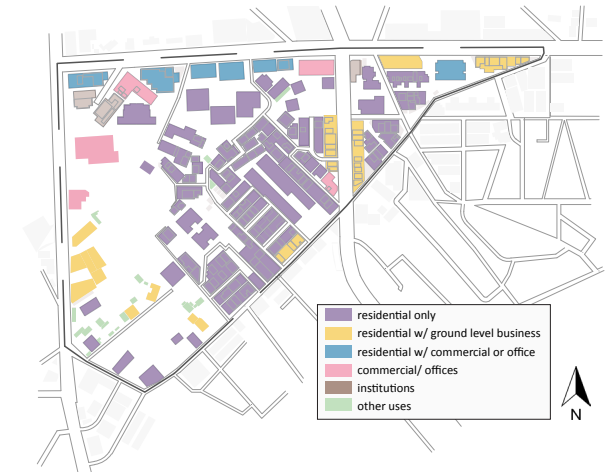 residential only
residential w/ ground level business
residential w/ commercial or office
commercial/ offices
institutions
other uses
N